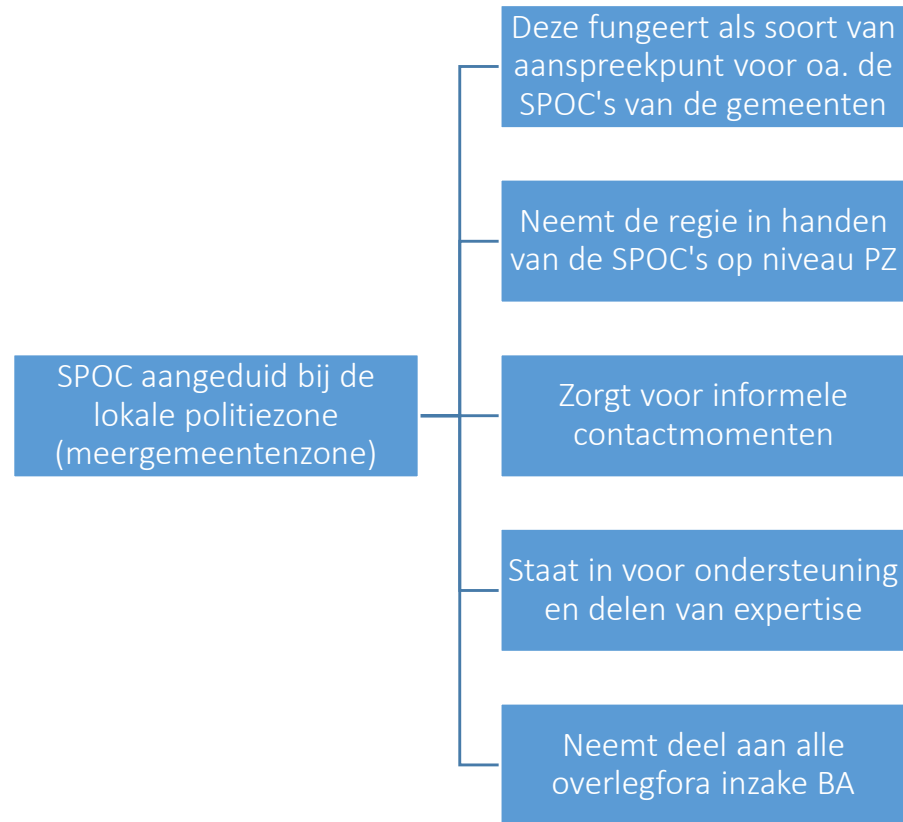 SPOC aangeduid bij de
lokale politiezone
(meergemeentenzone)
Deze fungeert als soort van
aanspreekpunt voor oa. de
SPOC's van de gemeenten
Neemt de regie in handen
van de SPOC's op niveau PZ
Zorgt voor informele
contactmomenten
Staat in voor ondersteuning
en delen van expertise
Neemt deel aan alle
overlegfora inzake BA